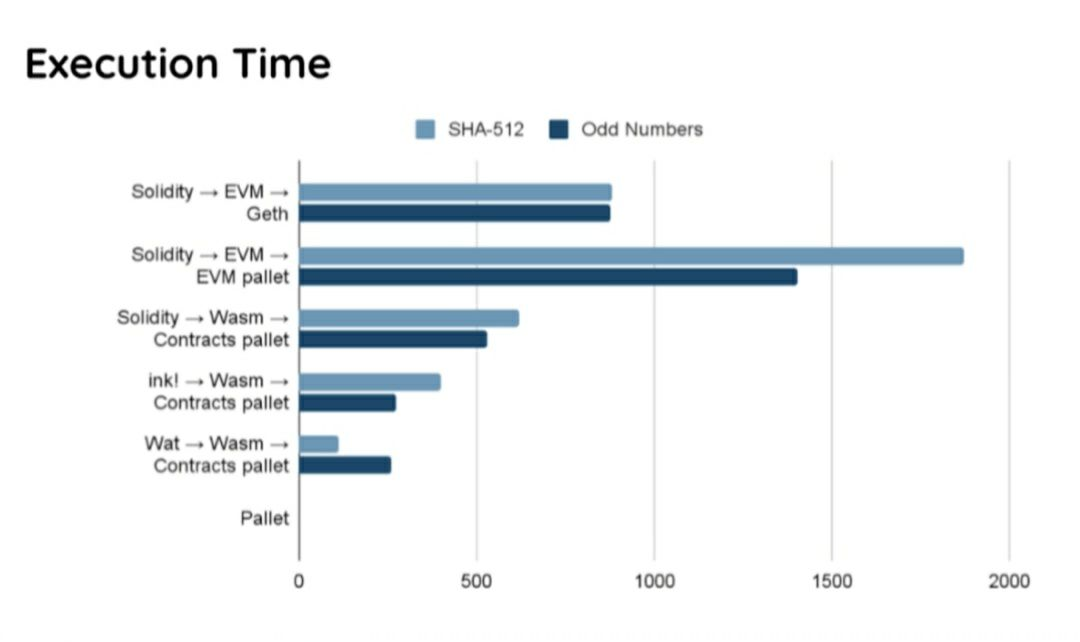 Execution Time
SHA-512 Odd Numbers
Solidity → EVM →
Geth
Solidity → EVM →
EVM pallet
Solidity → Wasm →
Contracts pallet
ink! → Wasm →
Contracts pallet
Wat → Wasm →
Contracts pallet
Pallet
0 500 1000 1500 2000